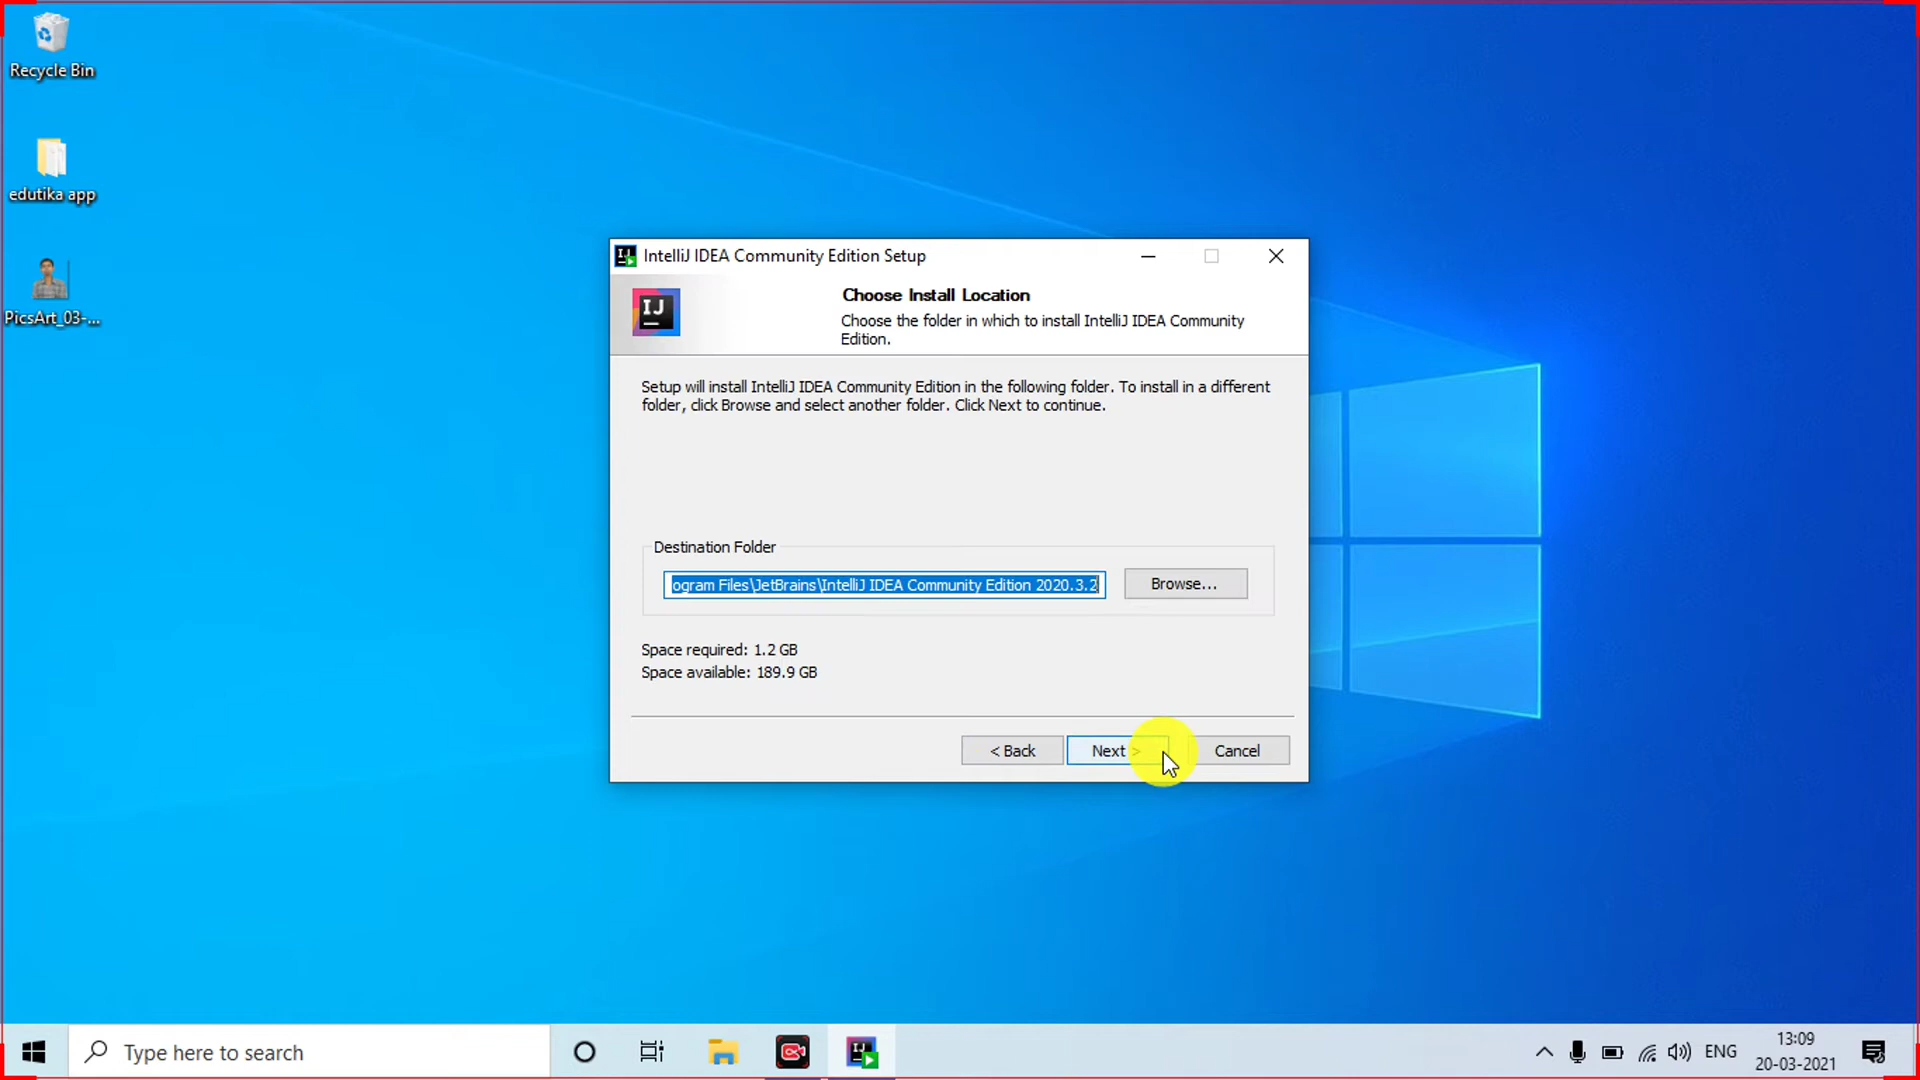 Recycle Bin
edutika app
PicsArt_03-...
IntelliJ IDEA Community Edition Setup
IJ
Choose Install Location
Choose the folder in which to install IntelliJ IDEA Community
Edition.
Setup will install IntelliJ IDEA Community Edition in the following folder. To install in a different
folder, click Browse and select another folder. Click Next to continue.
Destination Folder
ogram Files\JetBrains\IntelliJ IDEA Community Edition 2020.3.2
Browse...
Space required: 1.2 GB
Space available: 189.9 GB
< Back
Next >
Cancel
Type here to search
ENG
13:09
20-03-2021